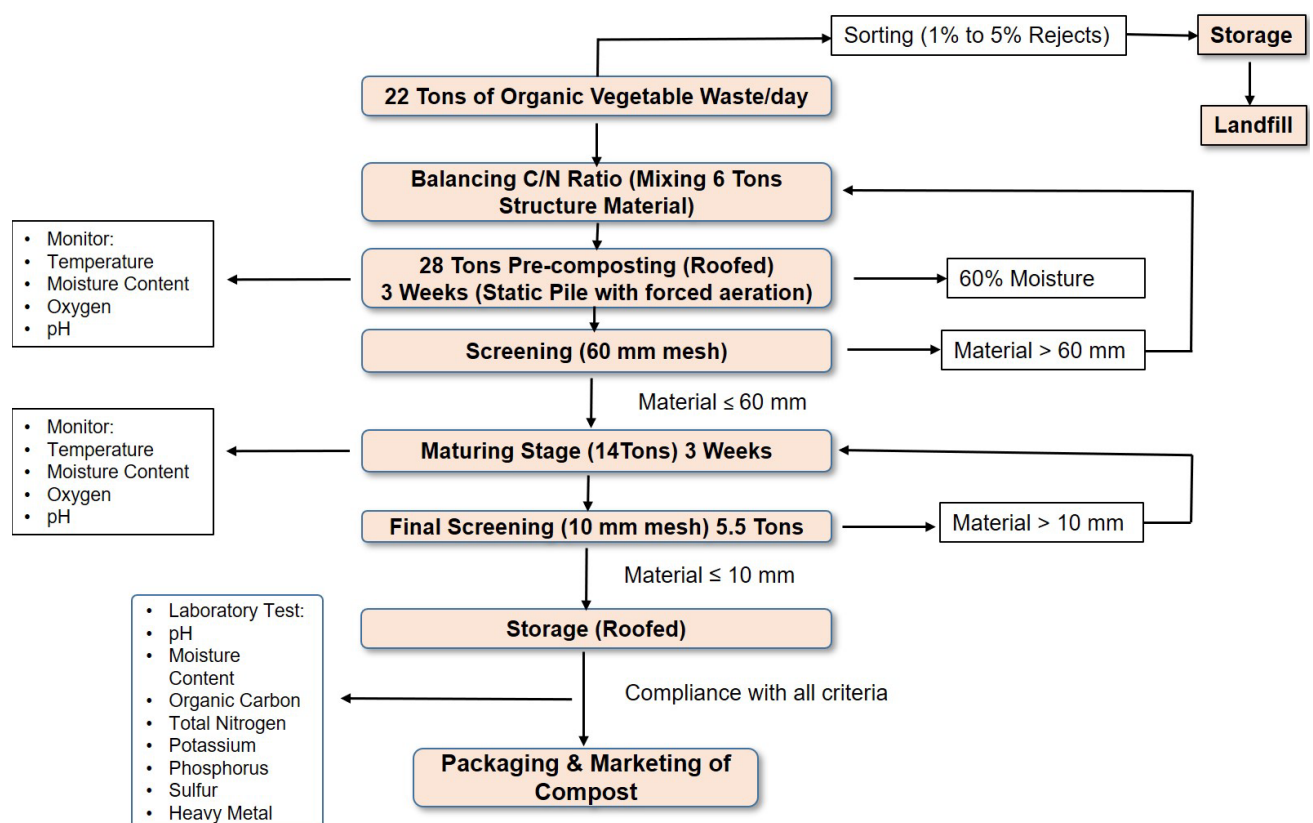 Sorting (1% to 5% Rejects)
Storage
22 Tons of Organic Vegetable Waste/day
Landfill
Balancing C/N Ratio (Mixing 6 Tons
Structure Material)
• Monitor:
• Temperature
• Moisture Content
• Oxygen
• pH
28 Tons Pre-composting (Roofed)
3 Weeks (Static Pile with forced aeration)
60% Moisture
Screening (60 mm mesh)
Material > 60 mm
Material ≤ 60 mm
• Monitor:
• Temperature
• Moisture Content
• Oxygen
• pH
Maturing Stage (14Tons) 3 Weeks
Final Screening (10 mm mesh) 5.5 Tons
Material > 10 mm
Material ≤ 10 mm
Storage (Roofed)
• Laboratory Test:
• pH
• Moisture
Content
• Organic Carbon
• Total Nitrogen
• Potassium
• Phosphorus
• Sulfur
• Heavy Metal
Compliance with all criteria
Packaging & Marketing of
Compost